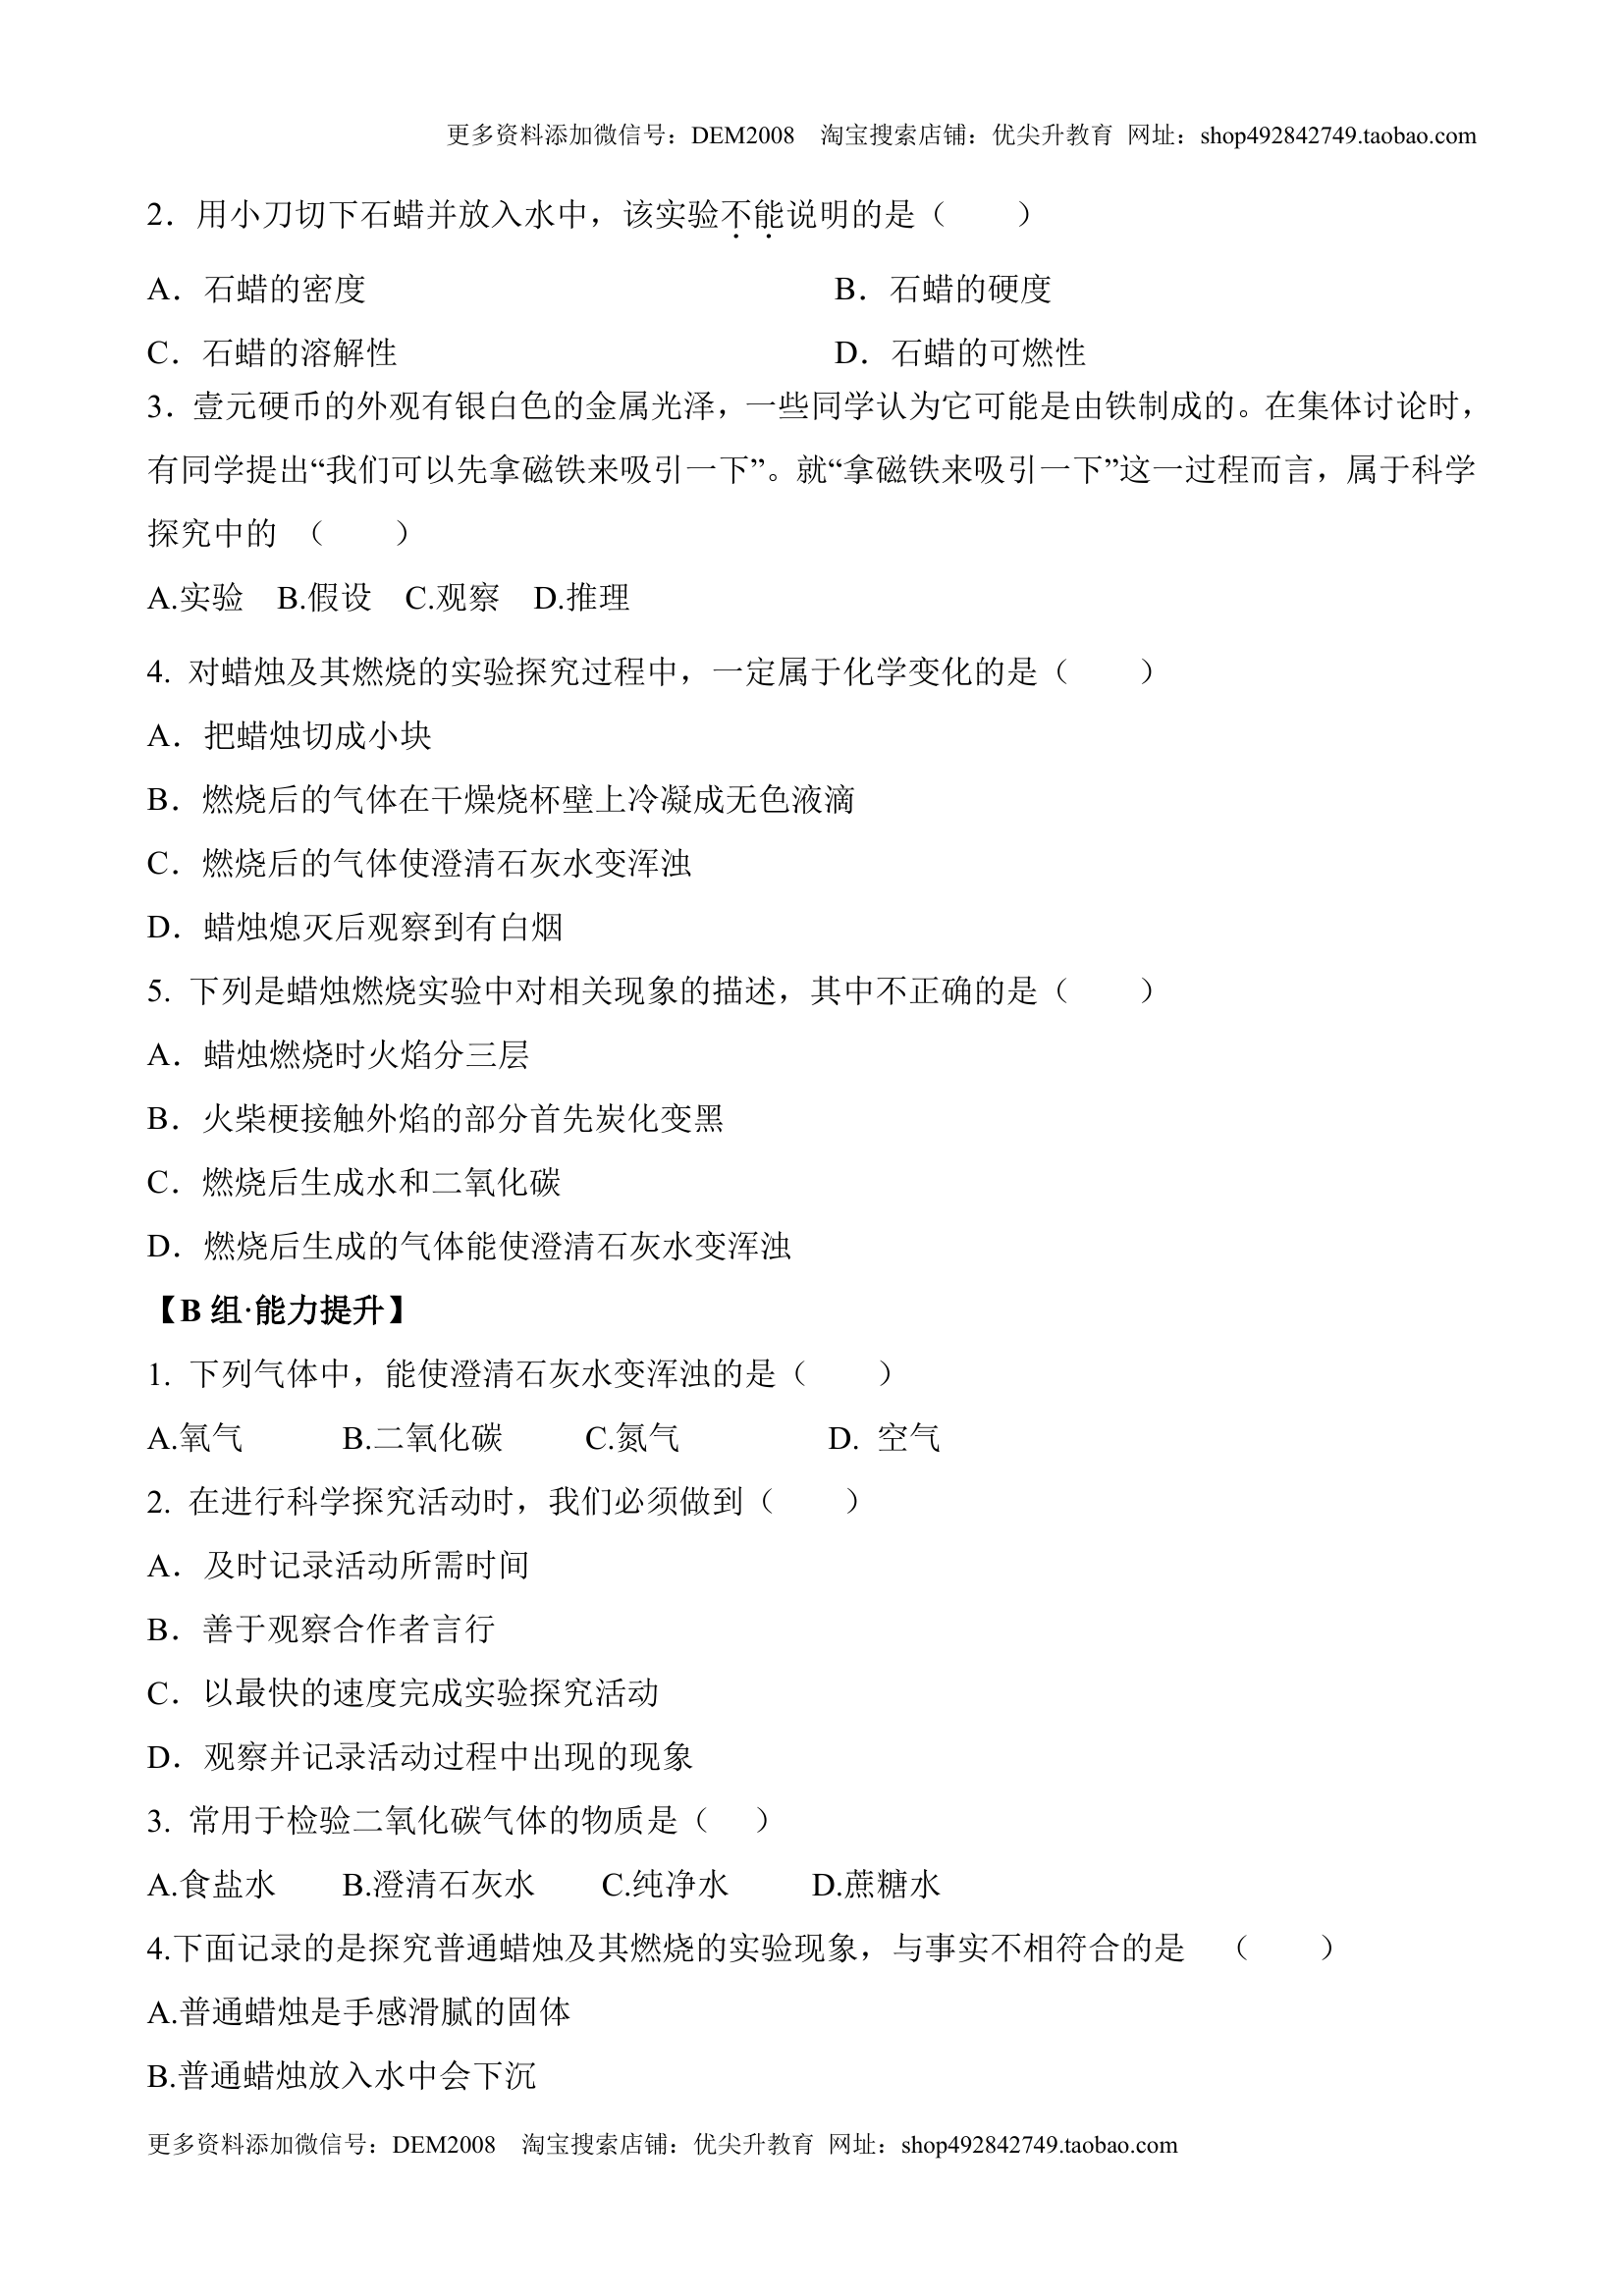 更多资料添加微信号：DEM2008 淘宝搜索店铺：优尖升教育 网址：shop492842749.taobao.com
2．用小刀切下石蜡并放入水中，该实验不能说明的是（ ）
A．石蜡的密度 B．石蜡的硬度
C．石蜡的溶解性 D．石蜡的可燃性
3．壹元硬币的外观有银白色的金属光泽，一些同学认为它可能是由铁制成的。在集体讨论时，
有同学提出“我们可以先拿磁铁来吸引一下”。就“拿磁铁来吸引一下”这一过程而言，属于科学
探究中的 （ ）
A.实验 B.假设 C.观察 D.推理
4. 对蜡烛及其燃烧的实验探究过程中，一定属于化学变化的是（ ）
A．把蜡烛切成小块
B．燃烧后的气体在干燥烧杯壁上冷凝成无色液滴
C．燃烧后的气体使澄清石灰水变浑浊
D．蜡烛熄灭后观察到有白烟
5. 下列是蜡烛燃烧实验中对相关现象的描述，其中不正确的是（ ）
A．蜡烛燃烧时火焰分三层
B．火柴梗接触外焰的部分首先炭化变黑
C．燃烧后生成水和二氧化碳
D．燃烧后生成的气体能使澄清石灰水变浑浊
【B 组·能力提升】
1. 下列气体中，能使澄清石灰水变浑浊的是（ ）
A.氧气 B.二氧化碳 C.氮气 D. 空气
2. 在进行科学探究活动时，我们必须做到（ ）
A．及时记录活动所需时间
B．善于观察合作者言行
C．以最快的速度完成实验探究活动
D．观察并记录活动过程中出现的现象
3. 常用于检验二氧化碳气体的物质是（ ）
A.食盐水 B.澄清石灰水 C.纯净水 D.蔗糖水
4.下面记录的是探究普通蜡烛及其燃烧的实验现象，与事实不相符合的是 （ ）
A.普通蜡烛是手感滑腻的固体
B.普通蜡烛放入水中会下沉
更多资料添加微信号：DEM2008 淘宝搜索店铺：优尖升教育 网址：shop492842749.taobao.com